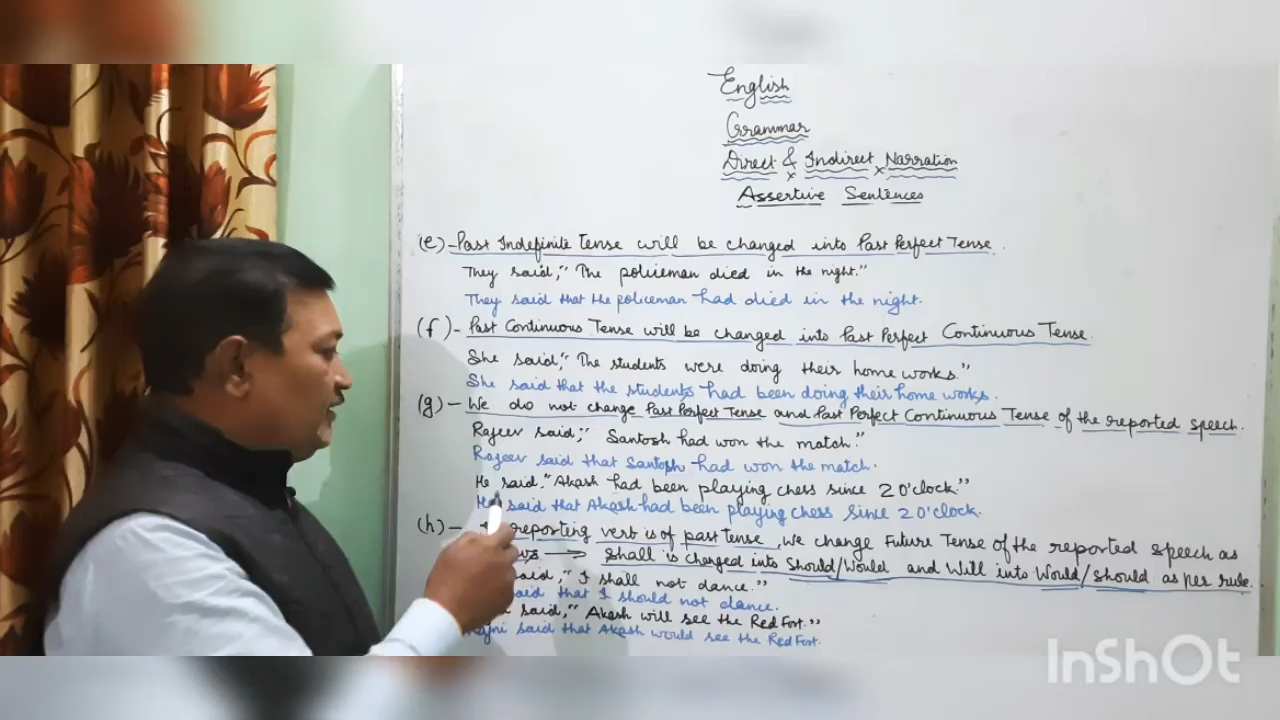 English
Grammar
Direct & Indirect Narration
Assertive Sentences
(e) - Past Indefinite Tense will be changed into Past Perfect Tense.
They said, "The policeman died in the night."
They said that the policeman had died in the night.
(f) - Past Continuous Tense will be changed into Past Perfect Continuous Tense.
She said, "The students were doing their home works."
She said that the students had been doing their home works.
(g) - We do not change Past Perfect Tense and Past Perfect Continuous Tense of the reported speech.
Rajeev said, "Santosh had won the match."
Rajeev said that Santosh had won the match.
He said, "Akash had been playing chess since 2 O'clock."
He said that Akash had been playing chess since 2 O'clock.
(h) - reporting verb is of past tense, we change Future Tense of the reported speech as
→ Shall is changed into Should/Would and Will into Would/Should as per rule.
said, "I shall not dance."
said that I should not dance.
said, "Akash will see the Red Fort."
said that Akash would see the Red Fort.
InShOt